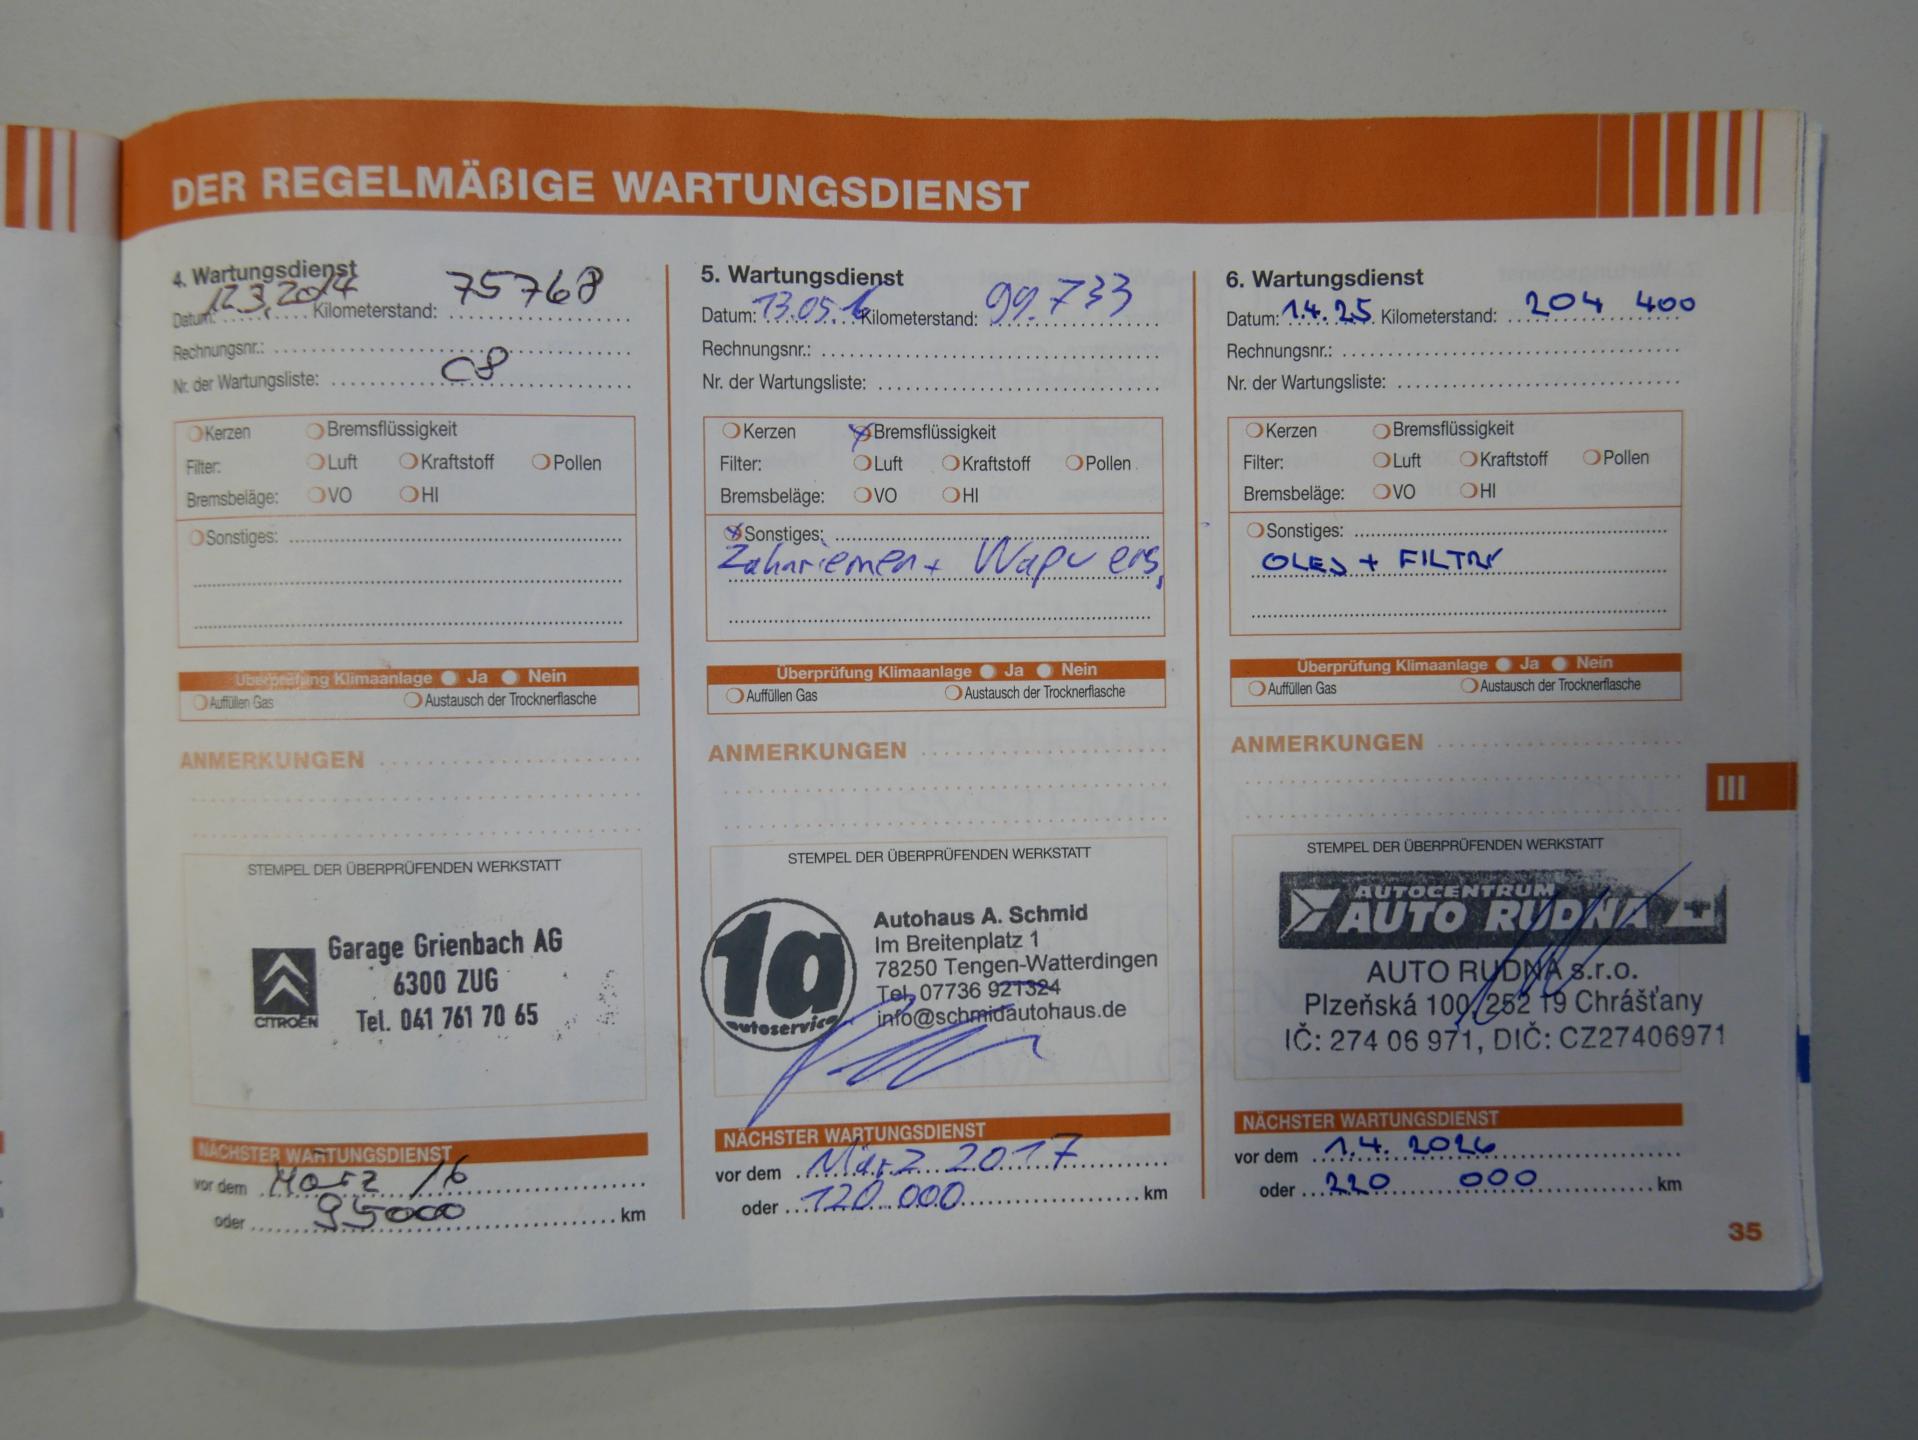 DER REGELMÄßIGE WARTUNGSDIENST
4. Wartungsdienst
Datum: 12.3.2014 Kilometerstand: 75768
Rechnungsnr.:
Nr. der Wartungsliste: C8
Kerzen Bremsflüssigkeit
Filter: Luft Kraftstoff Pollen
Bremsbeläge: VO HI
Sonstiges:
Überprüfung Klimaanlage Ja Nein
Auffüllen Gas Austausch der Trocknerflasche
ANMERKUNGEN
STEMPEL DER ÜBERPRÜFENDEN WERKSTATT
CITROËN
Garage Grienbach AG
6300 ZUG
Tel. 041 761 70 65
NÄCHSTER WARTUNGSDIENST
vor dem März 16
oder 95000 km
5. Wartungsdienst
Datum: 13.05.16 Kilometerstand: 99.733
Rechnungsnr.:
Nr. der Wartungsliste:
Kerzen Bremsflüssigkeit
Filter: Luft Kraftstoff Pollen
Bremsbeläge: VO HI
Sonstiges:
Zahnriemen + Wapu ers.
Überprüfung Klimaanlage Ja Nein
Auffüllen Gas Austausch der Trocknerflasche
ANMERKUNGEN
STEMPEL DER ÜBERPRÜFENDEN WERKSTATT
1a autoservice
Autohaus A. Schmid
Im Breitenplatz 1
78250 Tengen-Watterdingen
Tel. 07736 921324
info@schmidautohaus.de
NÄCHSTER WARTUNGSDIENST
vor dem März 2017
oder 120.000 km
6. Wartungsdienst
Datum: 1.4.25 Kilometerstand: 204 400
Rechnungsnr.:
Nr. der Wartungsliste:
Kerzen Bremsflüssigkeit
Filter: Luft Kraftstoff Pollen
Bremsbeläge: VO HI
Sonstiges:
OLEJ + FILTRY
Überprüfung Klimaanlage Ja Nein
Auffüllen Gas Austausch der Trocknerflasche
ANMERKUNGEN
STEMPEL DER ÜBERPRÜFENDEN WERKSTATT
AUTOCENTRUM
AUTO RUDNA
AUTO RUDNA s.r.o.
Plzeňská 100, 252 19 Chrášťany
IČ: 274 06 971, DIČ: CZ27406971
NÄCHSTER WARTUNGSDIENST
vor dem 1.4.2026
oder 220 000 km
III
35